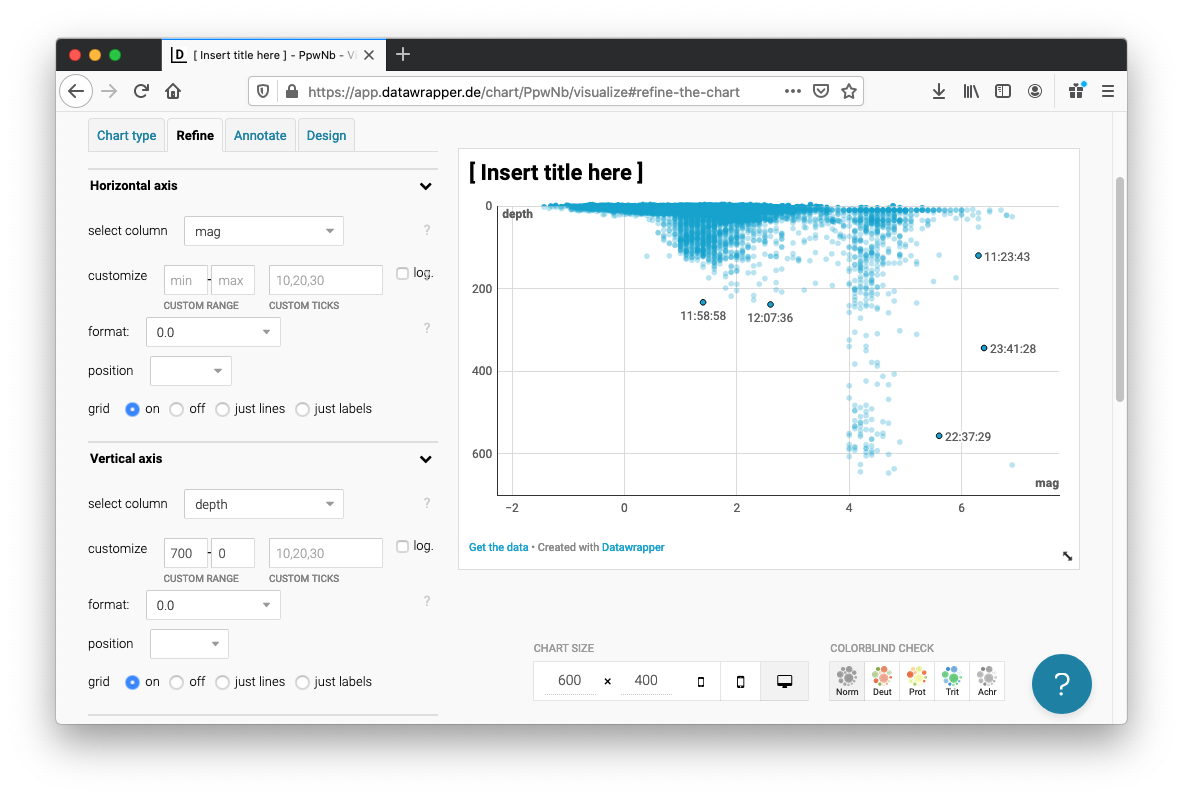 [ Insert title here ] - PpwNb - Vi
https://app.datawrapper.de/chart/PpwNb/visualize#refine-the-chart
Chart type
Refine
Annotate
Design
Horizontal axis
select column
mag
?
customize
min
-
max
10,20,30
log.
CUSTOM RANGE
CUSTOM TICKS
format:
0.0
?
position
grid
on
off
just lines
just labels
Vertical axis
select column
depth
?
customize
700
-
0
10,20,30
log.
CUSTOM RANGE
CUSTOM TICKS
format:
0.0
?
position
grid
on
off
just lines
just labels
[ Insert title here ]
0
depth
200
400
600
11:23:43
11:58:58
12:07:36
23:41:28
22:37:29
mag
−2
0
2
4
6
Get the data • Created with Datawrapper
CHART SIZE
600 × 400
COLORBLIND CHECK
Norm
Deut
Prot
Trit
Achr
?